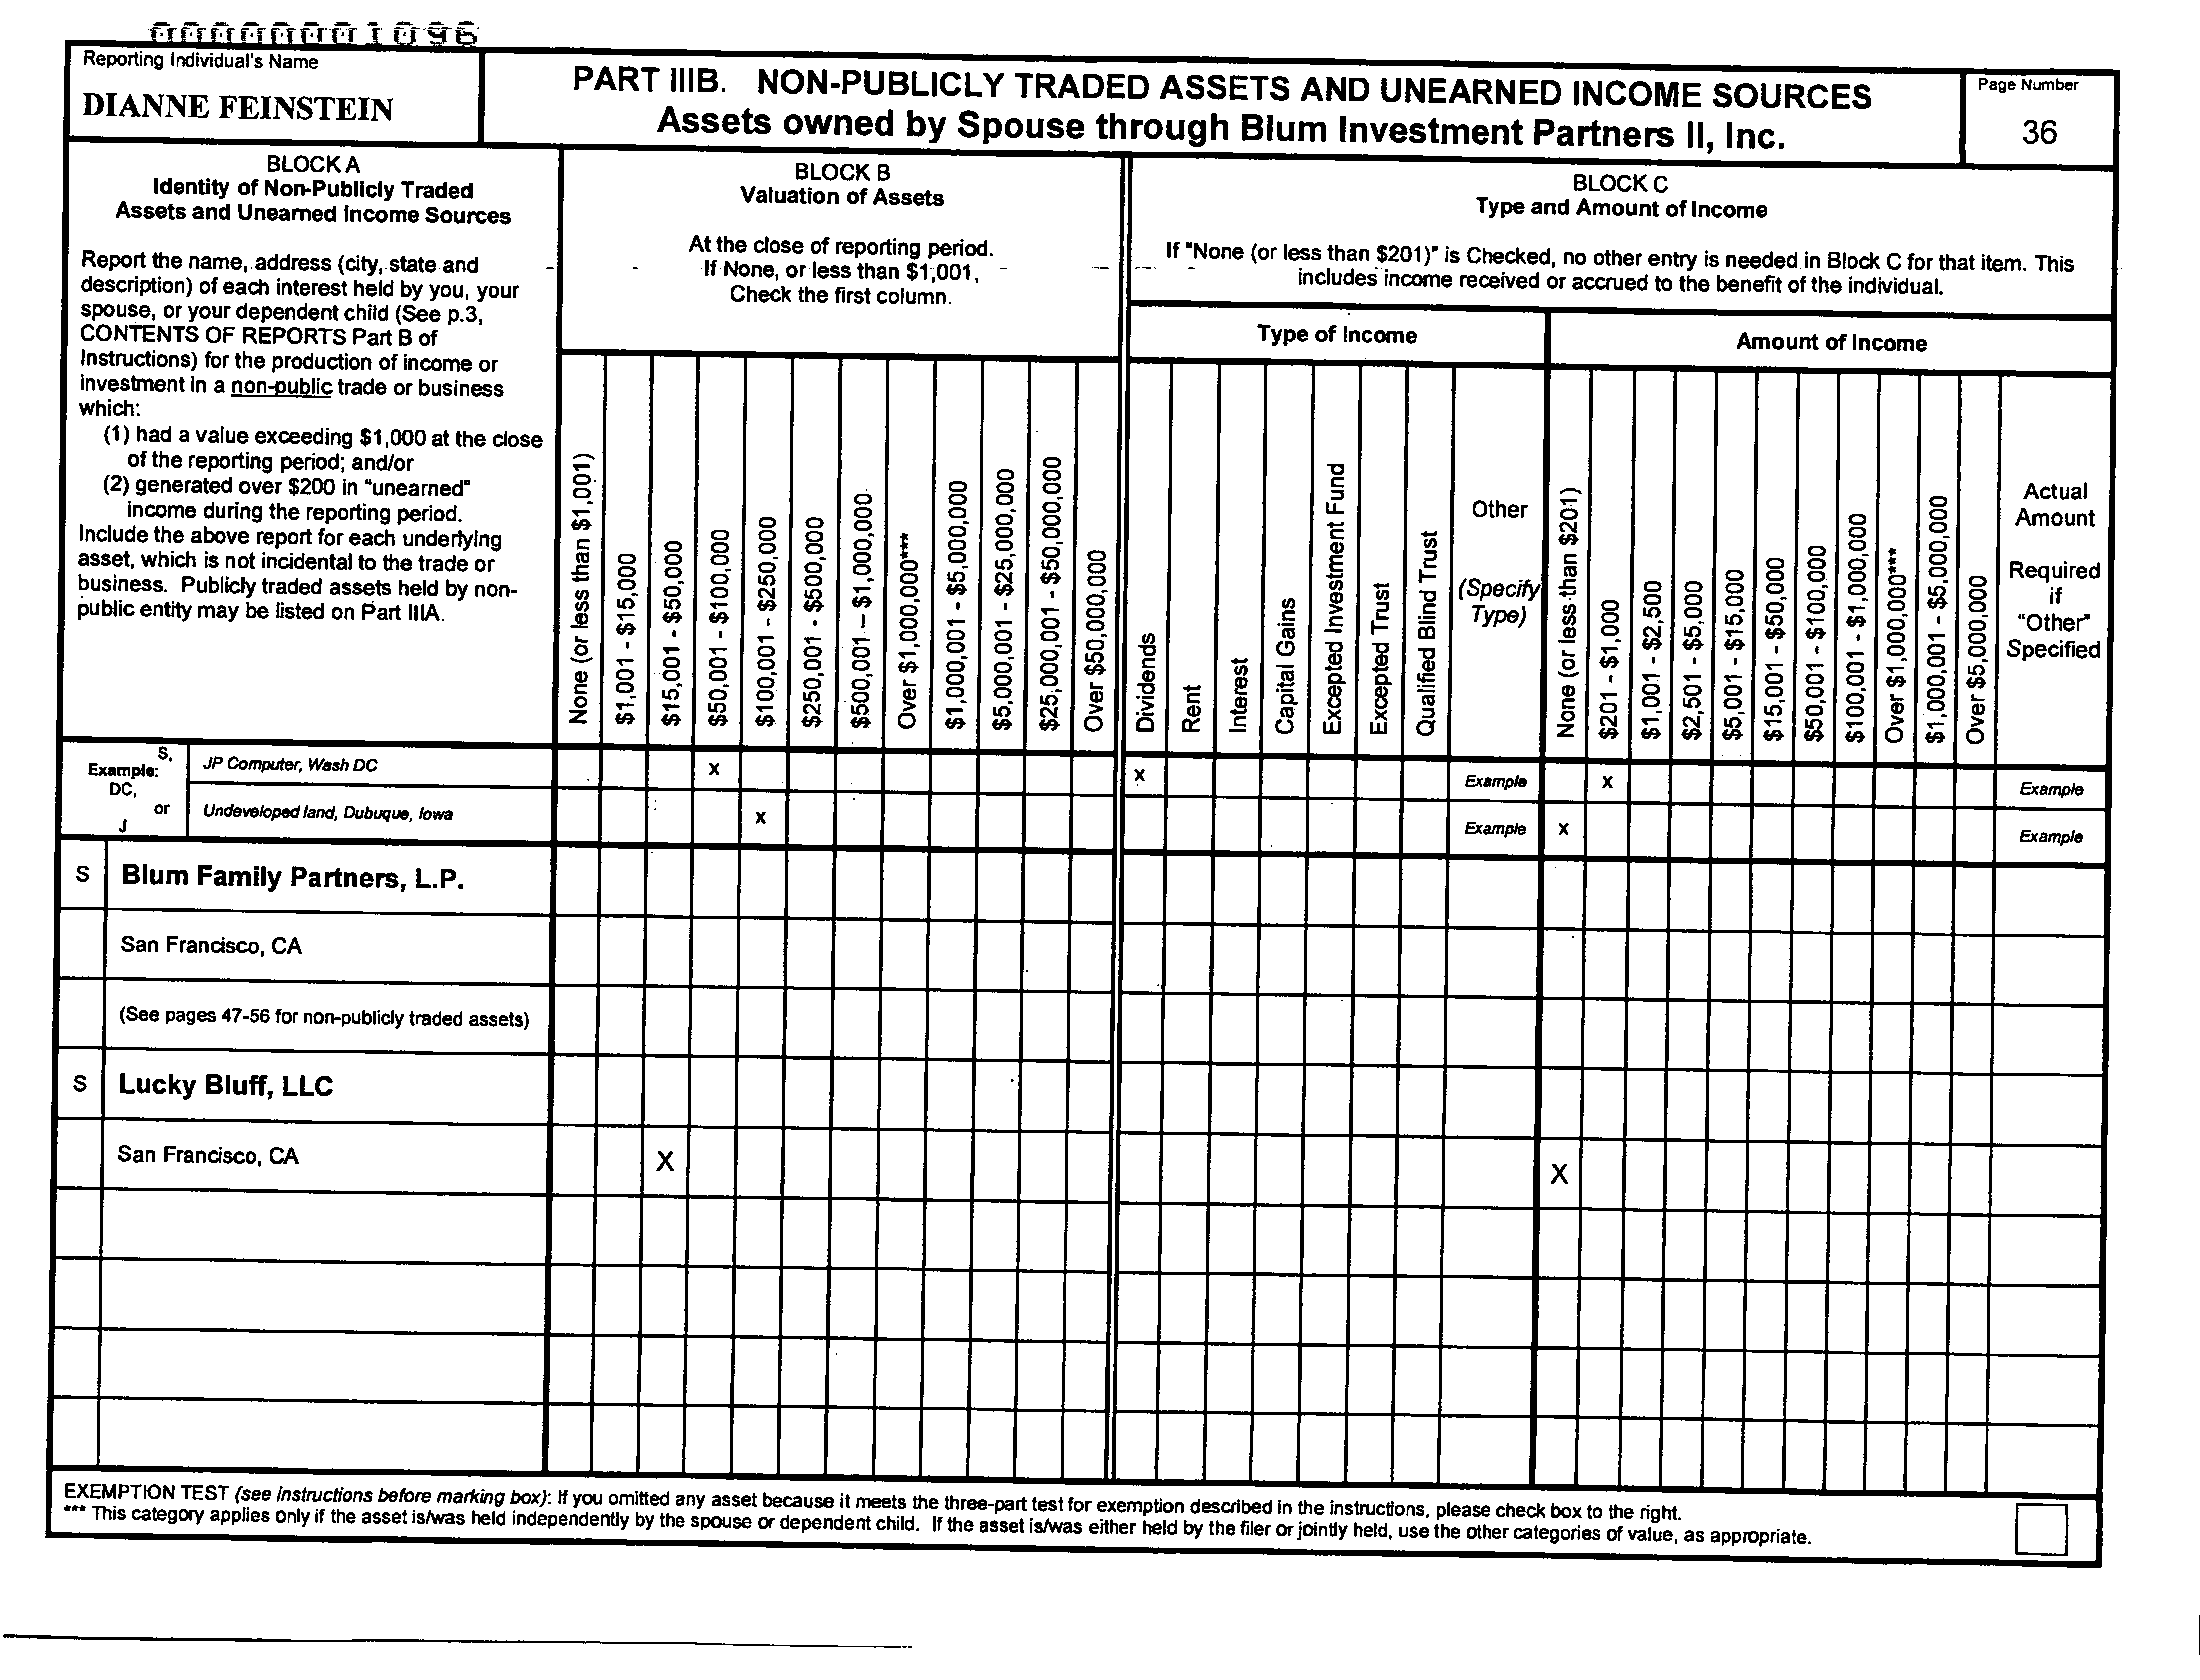 000000001096
Reporting Individual's Name
DIANNE FEINSTEIN
PART IIIB. NON-PUBLICLY TRADED ASSETS AND UNEARNED INCOME SOURCES
Assets owned by Spouse through Blum Investment Partners II, Inc.
Page Number
36
BLOCK A
Identity of Non-Publicly Traded
Assets and Unearned Income Sources
Report the name, address (city, state and
description) of each interest held by you, your
spouse, or your dependent child (See p.3,
CONTENTS OF REPORTS Part B of
Instructions) for the production of income or
investment in a non-public trade or business
which:
(1) had a value exceeding $1,000 at the close
of the reporting period; and/or
(2) generated over $200 in "unearned"
income during the reporting period.
Include the above report for each underlying
asset, which is not incidental to the trade or
business. Publicly traded assets held by non-
public entity may be listed on Part IIIA.
BLOCK B
Valuation of Assets
At the close of reporting period.
If None, or less than $1,001,
Check the first column.
None (or less than $1,001)
$1,001 - $15,000
$15,001 - $50,000
$50,001 - $100,000
$100,001 - $250,000
$250,001 - $500,000
$500,001 – $1,000,000
Over $1,000,000***
$1,000,001 - $5,000,000
$5,000,001 - $25,000,000
$25,000,001 - $50,000,000
Over $50,000,000
BLOCK C
Type and Amount of Income
If "None (or less than $201)" is Checked, no other entry is needed in Block C for that item. This
includes income received or accrued to the benefit of the individual.
Type of Income
Dividends
Rent
Interest
Capital Gains
Excepted Investment Fund
Excepted Trust
Qualified Blind Trust
Other
(Specify
Type)
Amount of Income
None (or less than $201)
$201 - $1,000
$1,001 - $2,500
$2,501 - $5,000
$5,001 - $15,000
$15,001 - $50,000
$50,001 - $100,000
$100,001 - $1,000,000
Over $1,000,000***
$1,000,001 - $5,000,000
Over $5,000,000
Actual
Amount
Required
if
"Other"
Specified
S,
Example:
DC,
or
J
JP Computer, Wash DC X X Example X Example
Undeveloped land, Dubuque, Iowa X Example X Example
S Blum Family Partners, L.P.
San Francisco, CA
(See pages 47-56 for non-publicly traded assets)
S Lucky Bluff, LLC
San Francisco, CA X X
EXEMPTION TEST (see instructions before marking box): If you omitted any asset because it meets the three-part test for exemption described in the instructions, please check box to the right.
*** This category applies only if the asset is/was held independently by the spouse or dependent child. If the asset is/was either held by the filer or jointly held, use the other categories of value, as appropriate.